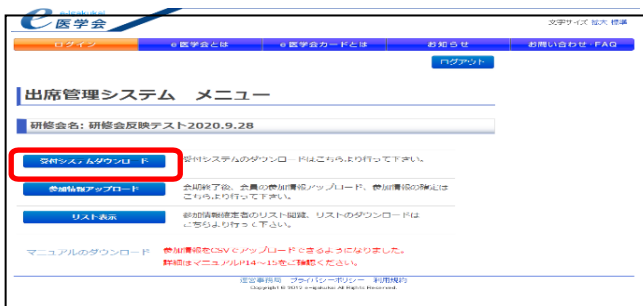 e医学会
文字サイズ 拡大 標準
ログイン e医学会とは e医学会カードとは お知らせ お問い合わせ・FAQ
ログアウト
出席管理システム メニュー
研修会名: 研修会反映テスト2020.9.28
受付システムダウンロード 受付システムのダウンロードはこちらより行って下さい。
参加情報アップロード 会期終了後、会員の参加情報アップロード、参加情報の確定は
こちらより行って下さい。
リスト表示 参加情報確定者のリスト閲覧、リストのダウンロードは
こちらより行って下さい。
マニュアルのダウンロード 参加情報をCSVでアップロードできるようになりました。
詳細はマニュアルP14～15をご確認ください。
運営事務局 プライバシーポリシー 利用規約
Copyright © 2012 e-igakukai All Rights Reserved.